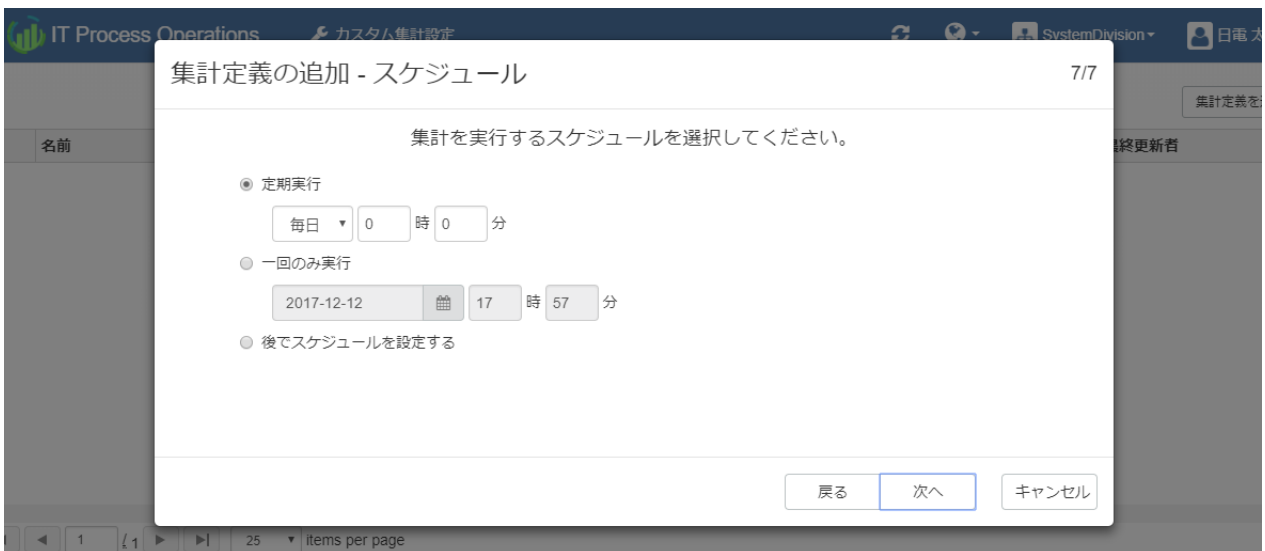 IT Process Operations カスタム集計設定 SystemDivision 日電 太
集計定義の追加 - スケジュール 7/7
集計定義を
名前 終更新者
集計を実行するスケジュールを選択してください。
定期実行
毎日 0 時 0 分
一回のみ実行
2017-12-12 17 時 57 分
後でスケジュールを設定する
戻る 次へ キャンセル
1 / 1 25 items per page